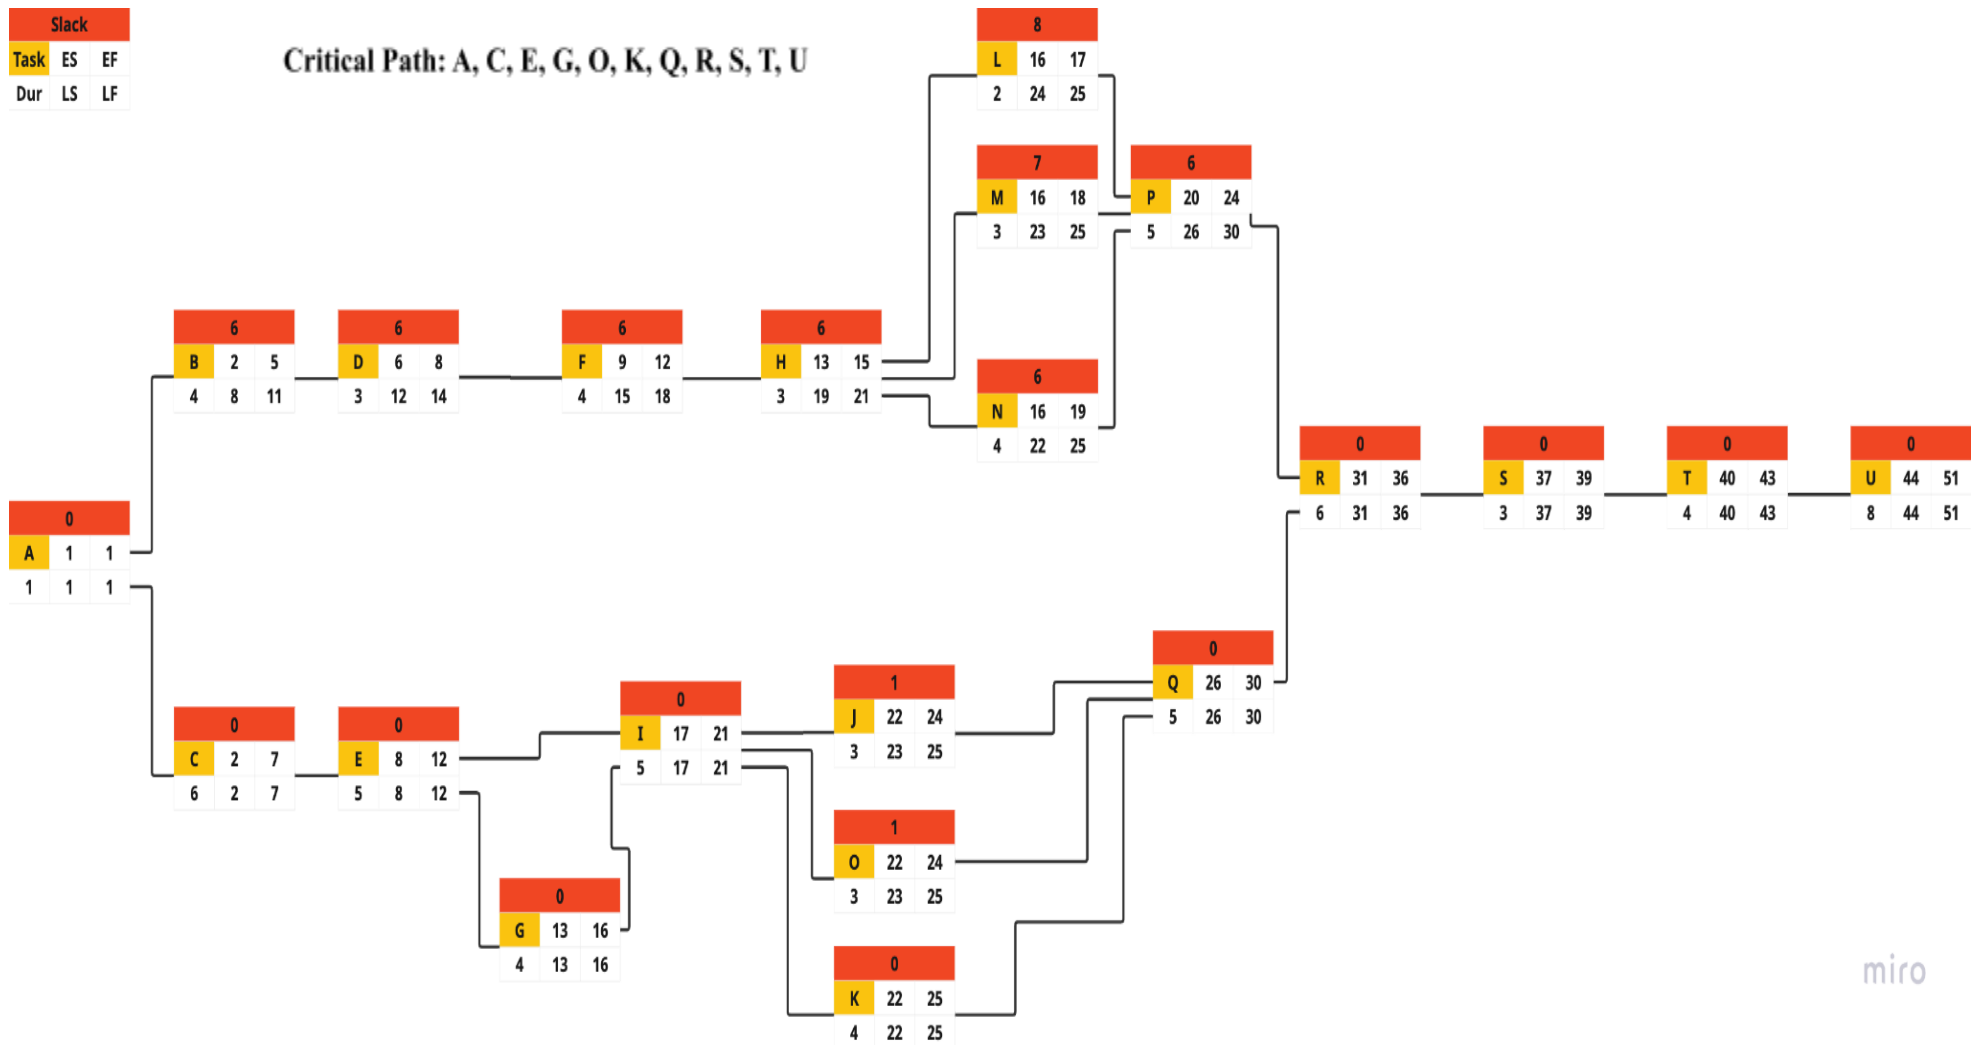 Slack
Task ES EF
Dur LS LF
Critical Path: A, C, E, G, O, K, Q, R, S, T, U
8
L 16 17
2 24 25
7
M 16 18
3 23 25
6
P 20 24
5 26 30
6
B 2 5
4 8 11
6
D 6 8
3 12 14
6
F 9 12
4 15 18
6
H 13 15
3 19 21
6
N 16 19
4 22 25
0
R 31 36
6 31 36
0
S 37 39
3 37 39
0
T 40 43
4 40 43
0
U 44 51
8 44 51
0
A 1 1
1 1 1
0
C 2 7
6 2 7
0
E 8 12
5 8 12
0
I 17 21
5 17 21
1
J 22 24
3 23 25
0
Q 26 30
5 26 30
1
O 22 24
3 23 25
0
G 13 16
4 13 16
0
K 22 25
4 22 25
miro